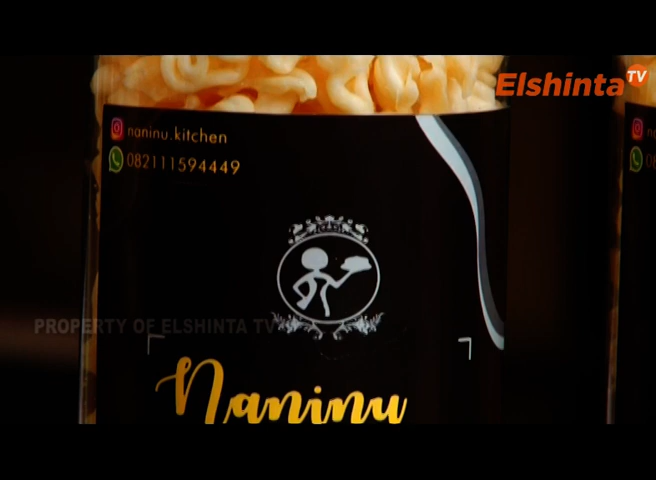 Elshinta TV
naninu.kitchen
082111594449
PROPERTY OF ELSHINTA TV
Naninu